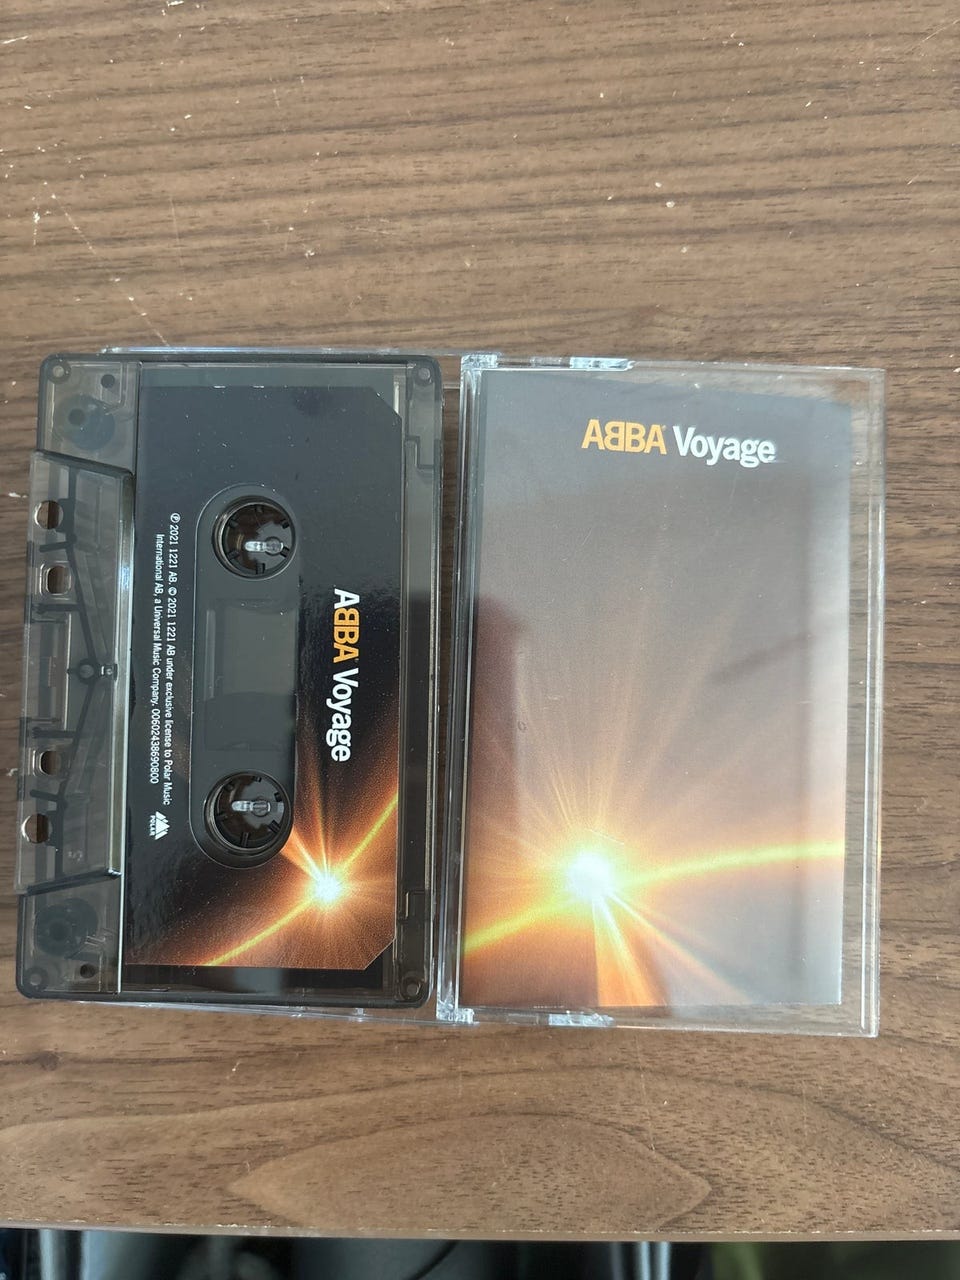 ABBA® Voyage
ABBA® Voyage
℗ 2021 1221 AB. © 2021 1221 AB under exclusive license to Polar Music
International AB, a Universal Music Company. 00602438690800
POLAR